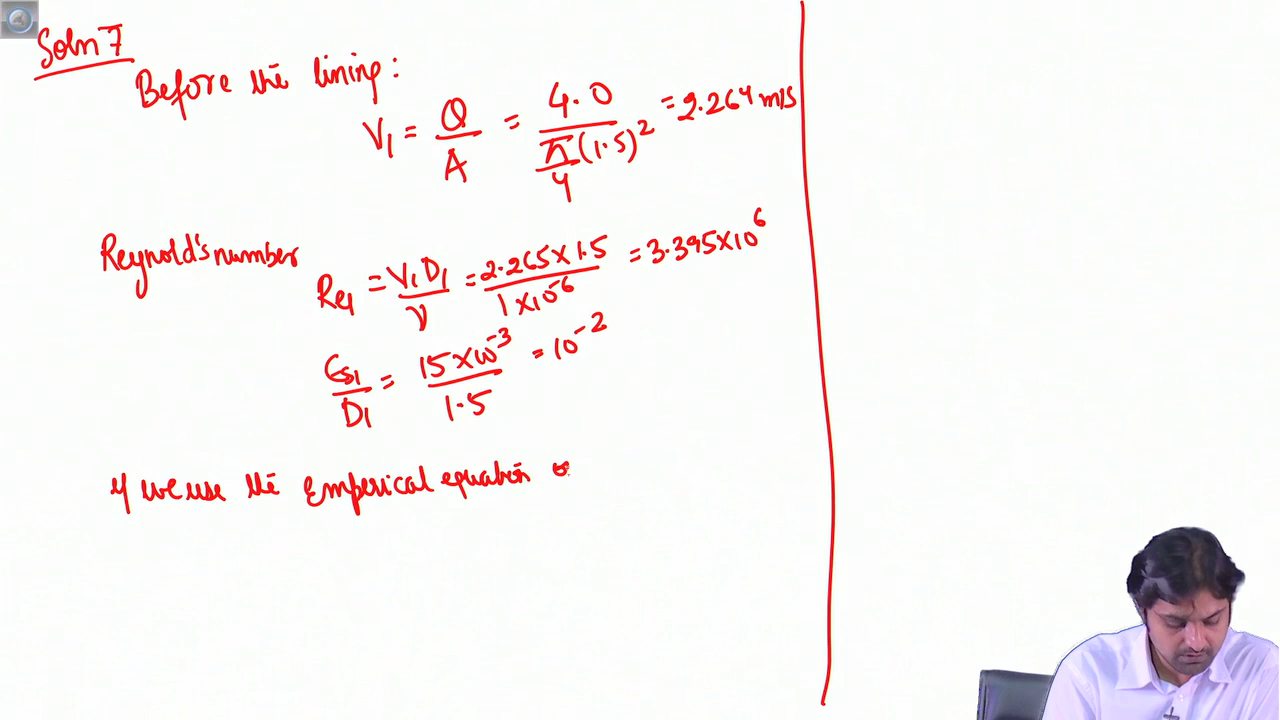 Soln 7
Before the lining:
V₁ = Q/A = 4.0 / (π/4 (1.5)²) = 2.264 m/s
Reynold's number
Re₁ = V₁D₁/ν = 2.265×1.5 / 1×10⁻⁶ = 3.395×10⁶
ϵs₁/D₁ = 15×10⁻³ / 1.5 = 10⁻²
If we use the emperical equation